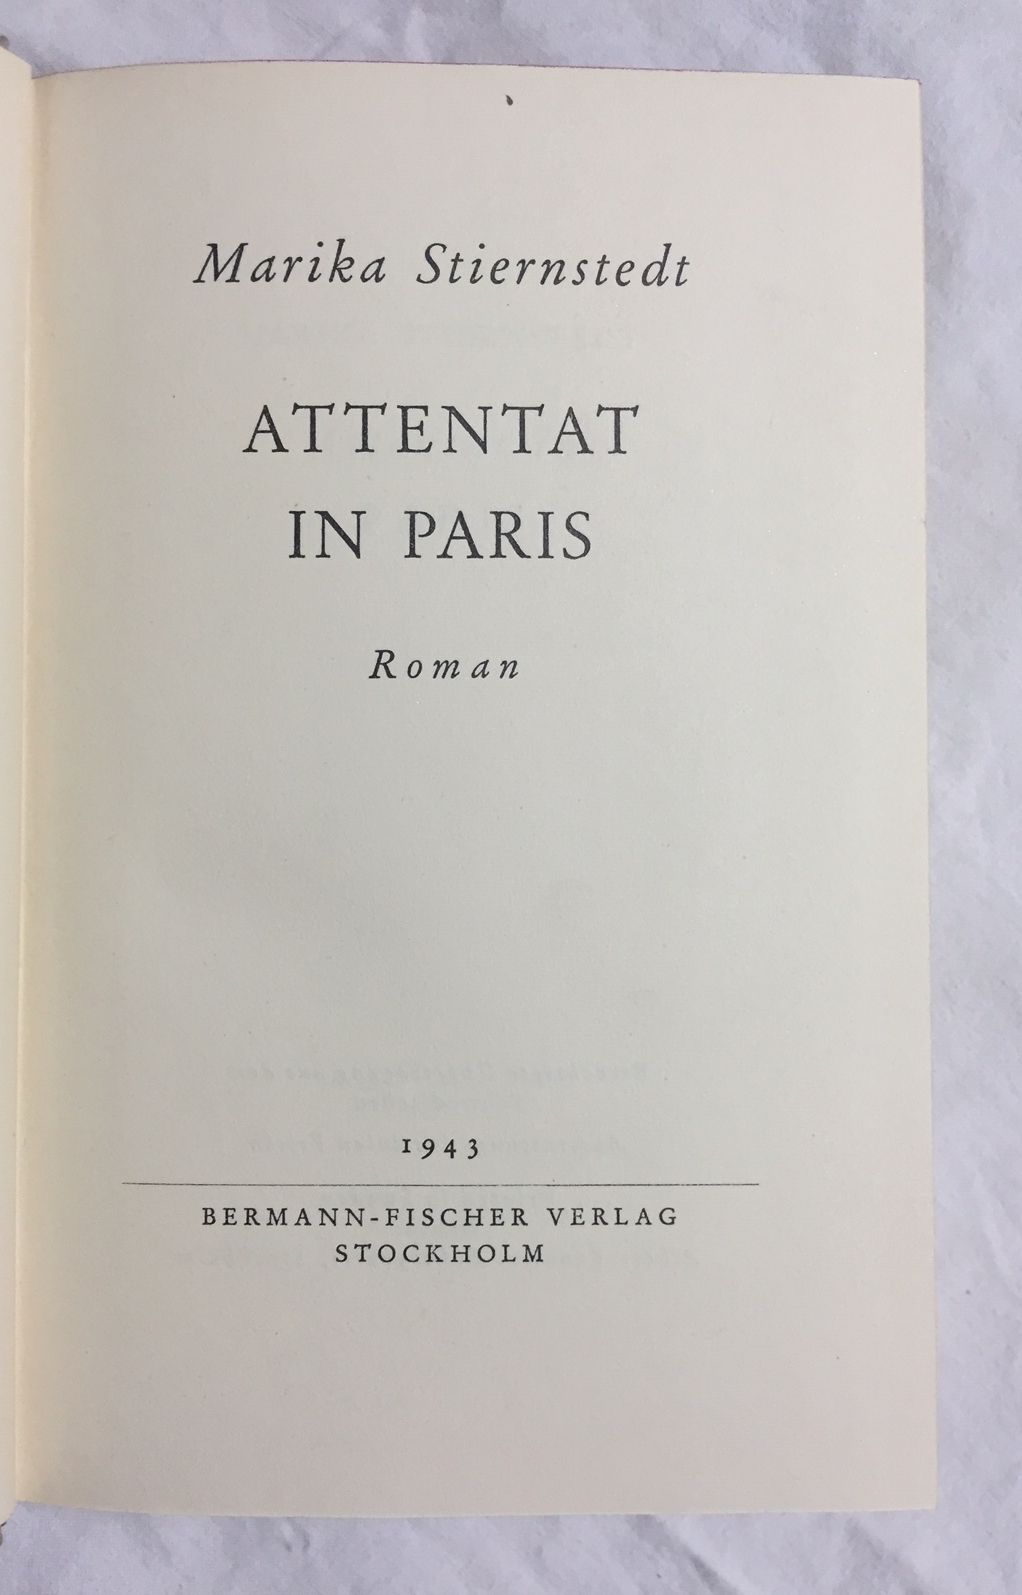 Marika Stiernstedt
ATTENTAT
IN PARIS
Roman
1943
BERMANN-FISCHER VERLAG
STOCKHOLM